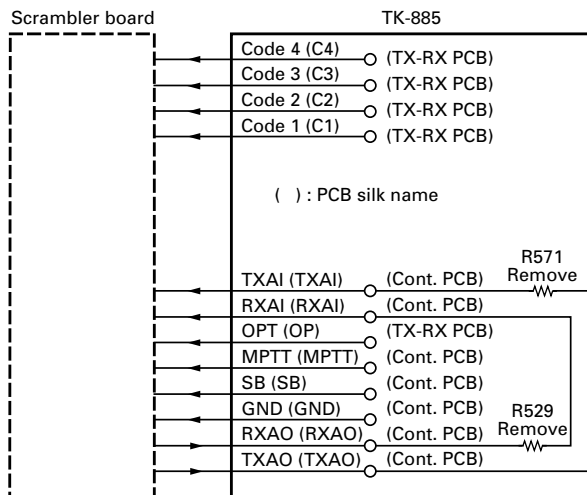 Scrambler board TK-885
Code 4 (C4) (TX-RX PCB)
Code 3 (C3) (TX-RX PCB)
Code 2 (C2) (TX-RX PCB)
Code 1 (C1) (TX-RX PCB)
( ) : PCB silk name
R571
Remove
TXAI (TXAI) (Cont. PCB)
RXAI (RXAI) (Cont. PCB)
OPT (OP) (TX-RX PCB)
MPTT (MPTT) (Cont. PCB)
SB (SB) (Cont. PCB)
GND (GND) (Cont. PCB)
R529
Remove
RXAO (RXAO) (Cont. PCB)
TXAO (TXAO) (Cont. PCB)